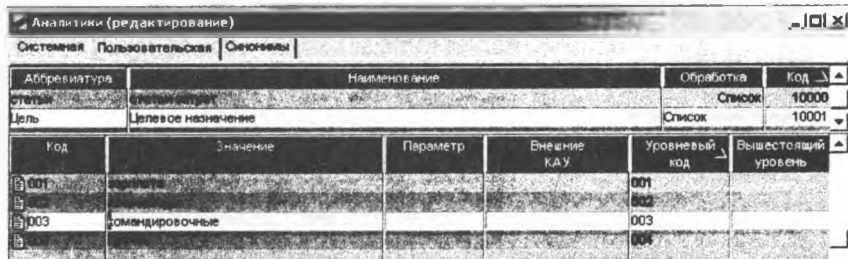 Аналитики (редактирование)
Системная Пользовательская Синонимы
Аббревиатура Наименование Обработка Код
Список 10000
Цель Целевое назначение Список 10001
Код Значение Параметр Внешние КАУ Уровневый код Вышестоящий уровень
001 001
002
003 командировочные 003
004